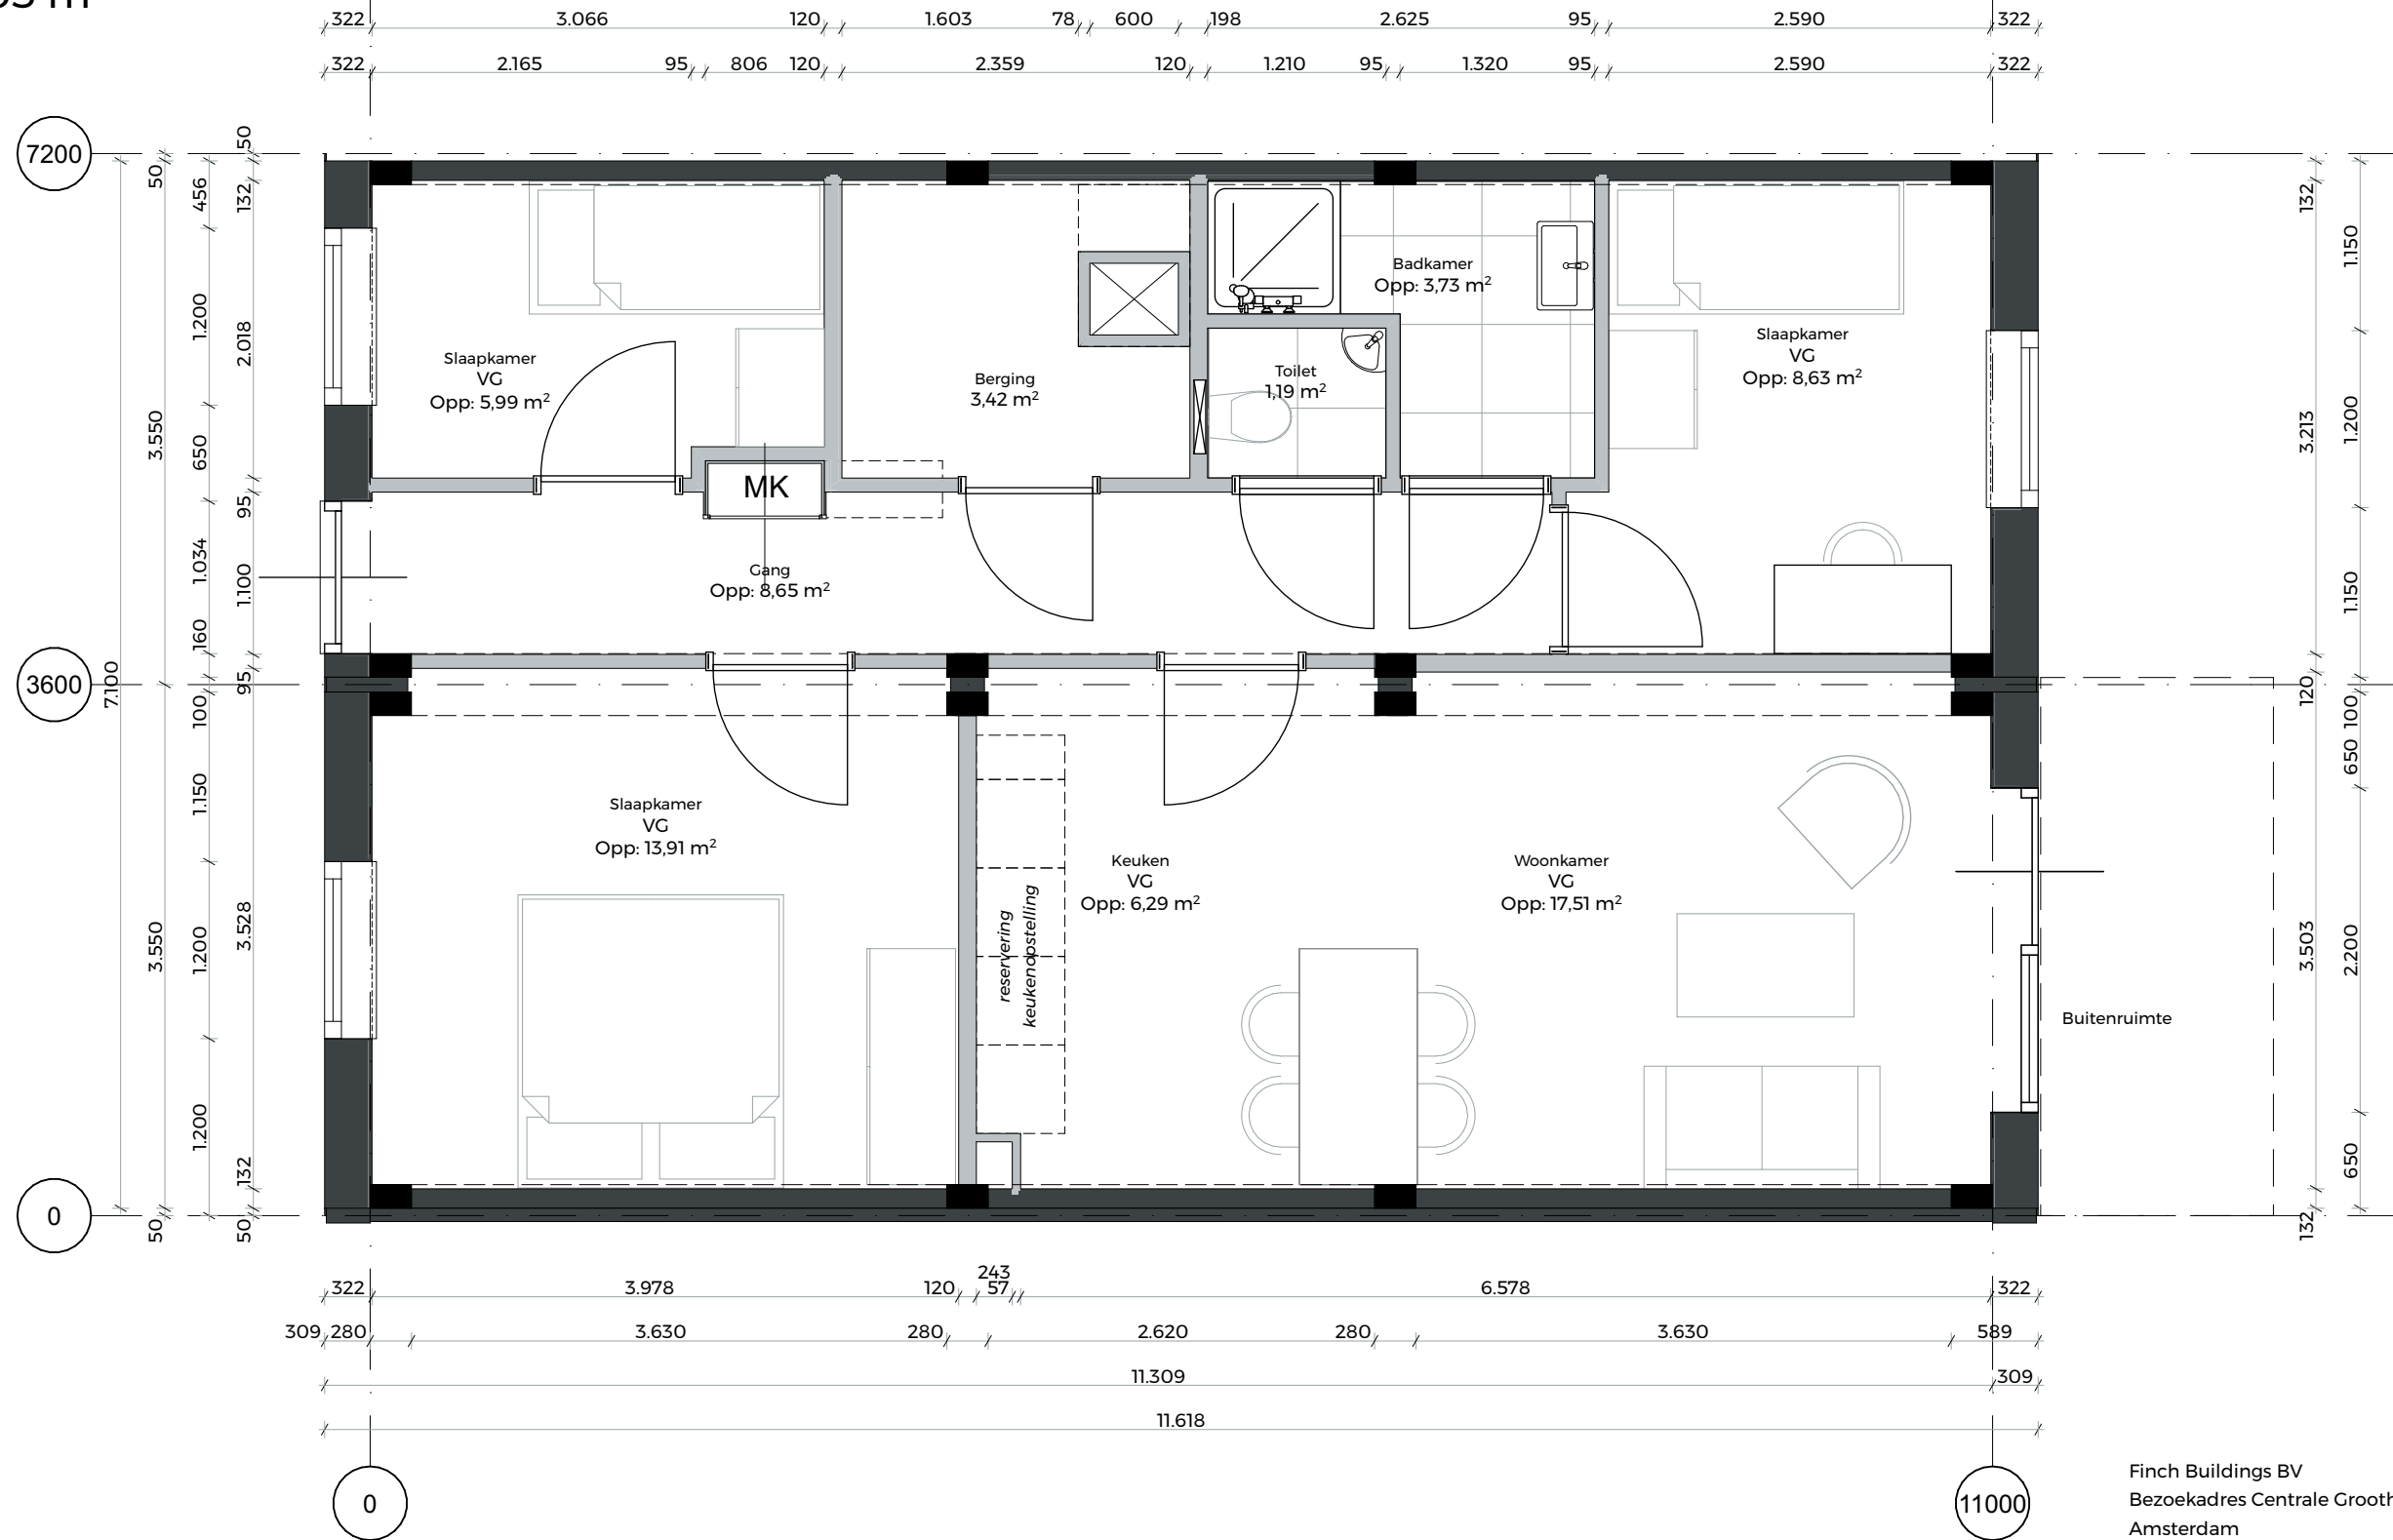 322 3.066 120 1.603 78 600 198 2.625 95 2.590 322
322 2.165 95 806 120 2.359 120 1.210 95 1.320 95 2.590 322
7200
3600
0
7.100
50
3.550
3.550
50
456
1.200
650
1.034
160
100
1.150
1.200
1.200
50
132
2.018
95
1.100
95
3.528
132
50
Slaapkamer
VG
Opp: 5,99 m²
MK
Berging
3,42 m²
Badkamer
Opp: 3,73 m²
Toilet
1,19 m²
Slaapkamer
VG
Opp: 8,63 m²
Gang
Opp: 8,65 m²
Slaapkamer
VG
Opp: 13,91 m²
reservering
keukenopstelling
Keuken
VG
Opp: 6,29 m²
Woonkamer
VG
Opp: 17,51 m²
Buitenruimte
132
3.213
120
3.503
132
1.150
1.200
1.150
100
650
2.200
650
243
322 3.978 120 57 6.578 322
309 280 3.630 280 2.620 280 3.630 589
11.309 309
11.618
0
11000
Finch Buildings BV
Bezoekadres Centrale Grooth
Amsterdam